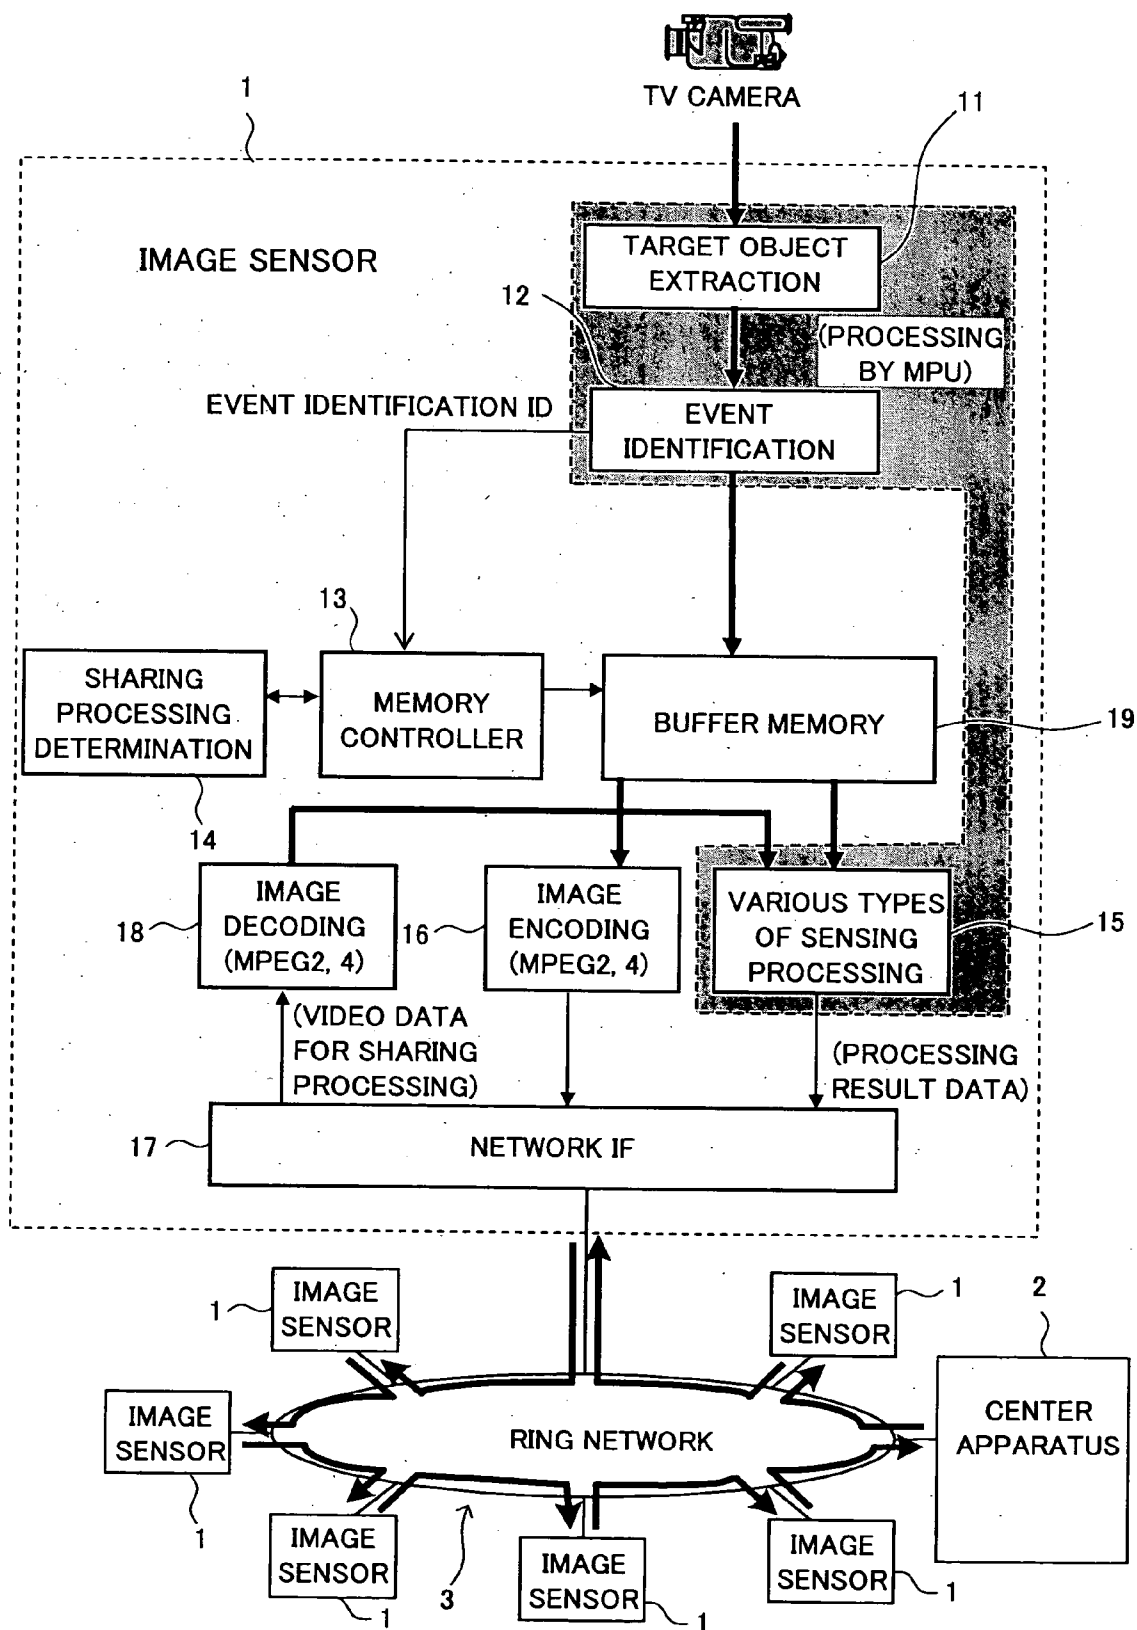 TV CAMERA
1
11
IMAGE SENSOR
TARGET OBJECT
EXTRACTION
12
(PROCESSING
BY MPU)
EVENT IDENTIFICATION ID
EVENT
IDENTIFICATION
13
SHARING
PROCESSING
DETERMINATION
MEMORY
CONTROLLER
BUFFER MEMORY
19
14
18
IMAGE
DECODING
(MPEG2, 4)
16
IMAGE
ENCODING
(MPEG2, 4)
VARIOUS TYPES
OF SENSING
PROCESSING
15
(VIDEO DATA
FOR SHARING
PROCESSING)
(PROCESSING
RESULT DATA)
17
NETWORK IF
1
IMAGE
SENSOR
IMAGE
SENSOR
1
2
IMAGE
SENSOR
1
RING NETWORK
CENTER
APPARATUS
IMAGE
SENSOR
1
3
IMAGE
SENSOR
1
IMAGE
SENSOR
1